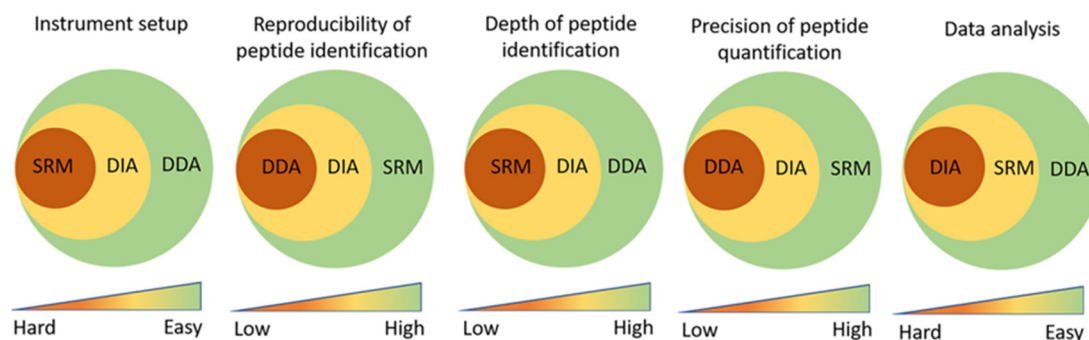 Instrument setup
Reproducibility of
peptide identification
Depth of peptide
identification
Precision of peptide
quantification
Data analysis
SRM DIA DDA
DDA DIA SRM
SRM DIA DDA
DDA DIA SRM
DIA SRM DDA
Hard Easy
Low High
Low High
Low High
Hard Easy